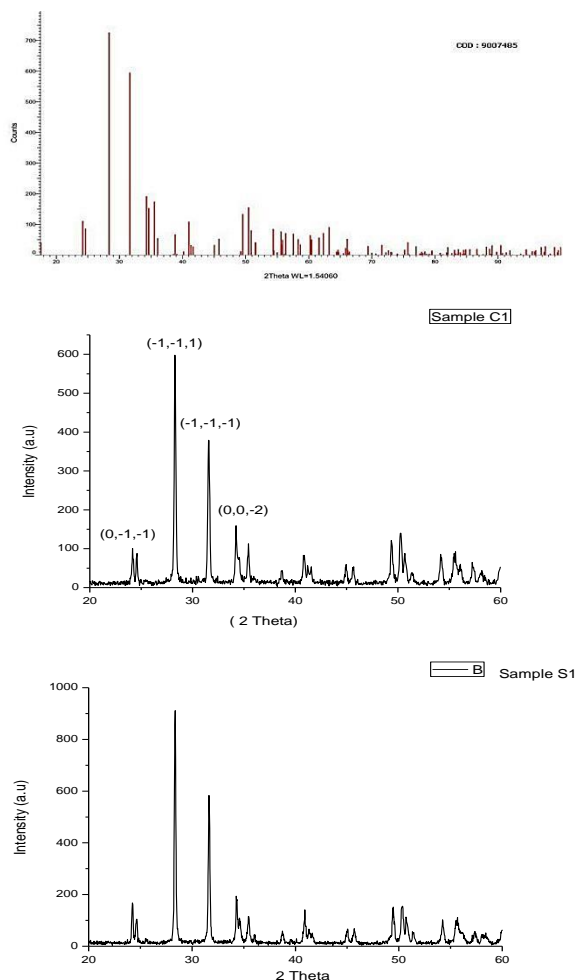 COD : 9007485
700
600
500
400
300
200
100
0
Counts
20 30 40 50 60 70 80 90
2Theta WL=1.54060
Sample C1
(-1,-1,1)
(-1,-1,-1)
(0,0,-2)
(0,-1,-1)
600
500
400
300
200
100
0
Intensity (a.u)
20 30 40 50 60
( 2 Theta)
B Sample S1
1000
800
600
400
200
0
Intensity (a.u)
20 30 40 50 60
2 Theta